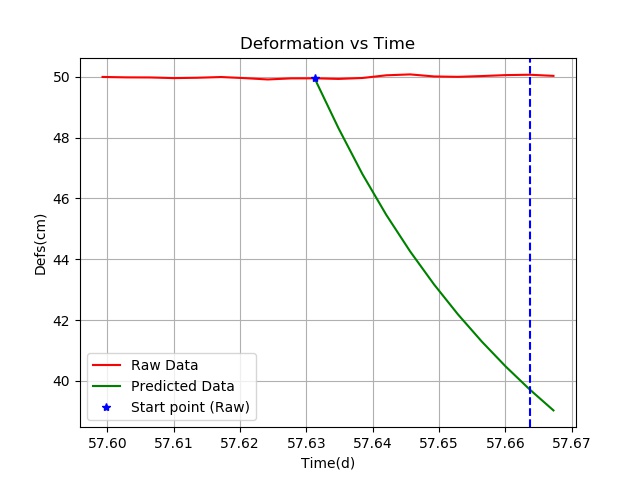 Deformation vs Time
Defs(cm)
50
48
46
44
42
40
Raw Data
Predicted Data
Start point (Raw)
57.60 57.61 57.62 57.63 57.64 57.65 57.66 57.67
Time(d)